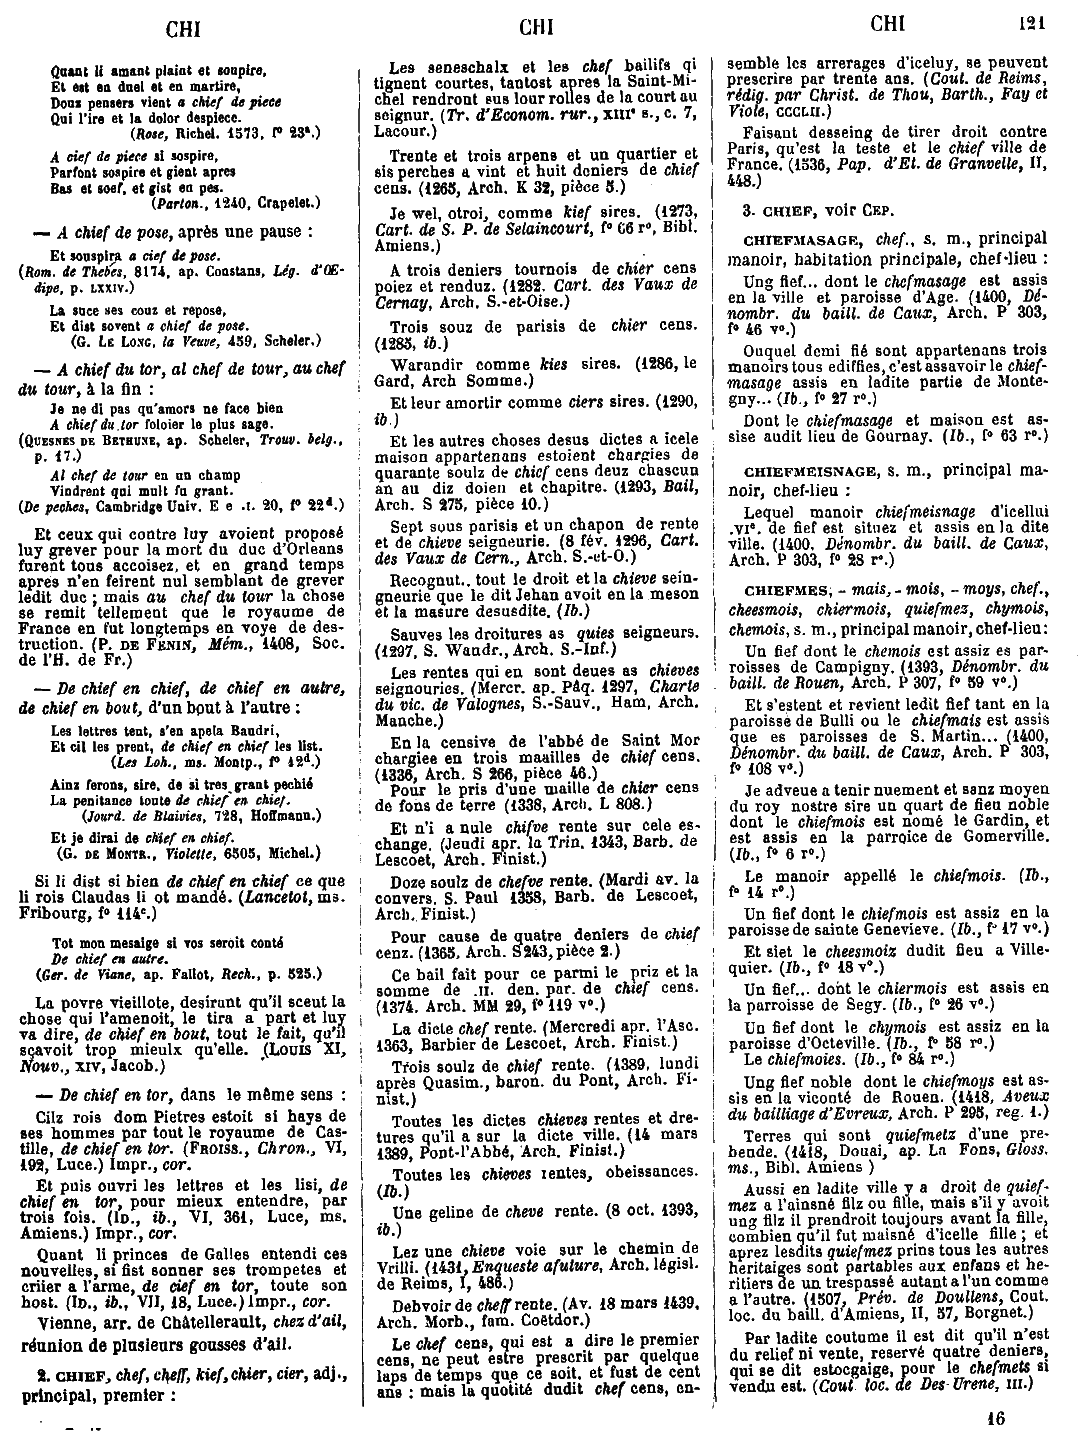 CHI
CHI
CHI 121
Quant li amant plaint et soupire,
Et est en duel et en martire,
Douz pensers vient a chief de piece
Qui l'ire et la dolor despiece.
(Rose, Richel. 1573, f° 23ª.)
A cief de piece si sospire,
Parfont sospire et gient apres
Bas et soef, et gist en pes.
(Parton., 1240, Crapelet.)
— A chief de pose, après une pause :
Et souspira a cief de pose.
(Rom. de Thebes, 8174, ap. Constans, Lég. d'Œ-
dipe, p. LXXIV.)
La suce ses couz et repose,
Et dist sovent a chief de pose.
(G. LE LONG, la Veuve, 459, Scheler.)
— A chief du tor, al chef de tour, au chef
du tour, à la fin :
Je ne di pas qu'amors ne face bien
A chief du tor foloier le plus sage.
(QUESNES DE BETHUNE, ap. Scheler, Trouv. belg.,
p. 17.)
Al chef de tour en un champ
Vindrent qui mult fu grant.
(De peches, Cambridge Univ. E e .I. 20, f° 22ᵈ.)
Et ceux qui contre luy avoient proposé
luy grever pour la mort du duc d'Orleans
furent tous accoisez, et en grand temps
apres n'en feirent nul semblant de grever
ledit duc ; mais au chef du tour la chose
se remit tellement que le royaume de
France en fut longtemps en voye de des-
truction. (P. DE FENIN, Mém., 1408, Soc.
de l'H. de Fr.)
— De chief en chief, de chief en autre,
de chief en bout, d'un bout à l'autre :
Les lettres tent, s'en apela Baudri,
Et cil les prent, de chief en chief les list.
(Les Loh., ms. Montp., f° 12ᵈ.)
Ainz ferons, sire, de si tres grant pechié
La penitance toute de chief en chief.
(Jourd. de Blaivies, 728, Hoffmann.)
Et je dirai de chief en chief.
(G. DE MONTR., Violette, 6505, Michel.)
Si li dist si bien de chief en chief ce que
li rois Claudas li ot mandé. (Lancelot, ms.
Fribourg, f° 114ᶜ.)
Tot mon mesaige si vos seroit conté
De chief en autre.
(Ger. de Viane, ap. Fallot, Rech., p. 525.)
La povre vieillote, desirant qu'il sceut la
chose qui l'amenoit, le tira a part et luy
va dire, de chief en bout, tout le fait, qu'il
sçavoit trop mieulx qu'elle. (LOUIS XI,
Nouv., XIV, Jacob.)
— De chief en tor, dans le même sens :
Cilz rois dom Pietres estoit si hays de
ses hommes par tout le royaume de Cas-
tille, de chief en tor. (FROISS., Chron., VI,
192, Luce.) Impr., cor.
Et puis ouvri les lettres et les lisi, de
chief en tor, pour mieux entendre, par
trois fois. (ID., ib., VI, 361, Luce, ms.
Amiens.) Impr., cor.
Quant li princes de Galles entendi ces
nouvelles, si fist sonner ses trompetes et
criier a l'arme, de cief en tor, toute son
host. (ID., ib., VII, 18, Luce.) Impr., cor.
Vienne, arr. de Châtellerault, chez d'ail,
réunion de plusieurs gousses d'ail.
2. CHIEF, chef, cheff, kief, chier, cier, adj.,
principal, premier :
Les seneschalx et les chef bailifs qi
tignent courtes, tantost apres la Saint-Mi-
chel rendront sus lour rolles de la court au
seignur. (Tr. d'Econom. rur., XIIIᵉ s., c. 7,
Lacour.)
Trente et trois arpens et un quartier et
sis perches a vint et huit deniers de chief
cens. (1265, Arch. K 32, pièce 5.)
Je wel, otroi, comme kief sires. (1273,
Cart. de S. P. de Selaincourt, f° 66 r°, Bibl.
Amiens.)
A trois deniers tournois de chier cens
poiez et renduz. (1282. Cart. des Vaux de
Cernay, Arch. S.-et-Oise.)
Trois souz de parisis de chier cens.
(1285, ib.)
Warandir comme kies sires. (1286, le
Gard, Arch Somme.)
Et leur amortir comme ciers sires. (1290,
ib.)
Et les autres choses desus dictes a icele
maison appartenans estoient chargies de
quarante soulz de chief cens deuz chascun
an au diz doien et chapitre. (1293, Bail,
Arch. S 275, pièce 10.)
Sept sous parisis et un chapon de rente
et de chieve seigneurie. (8 fév. 1296, Cart.
des Vaux de Cern., Arch. S.-et-O.)
Recognut.. tout le droit et la chieve sein-
gneurie que le dit Jehan avoit en la meson
et la masure desusdite. (Ib.)
Sauves les droitures as quies seigneurs.
(1297, S. Wandr., Arch. S.-Inf.)
Les rentes qui en sont deues as chieves
seignouries. (Mercr. ap. Pâq. 1297, Charte
du vic. de Valognes, S.-Sauv., Ham, Arch.
Manche.)
En la censive de l'abbé de Saint Mor
chargiee en trois maailles de chief cens.
(1336, Arch. S 266, pièce 46.)
Pour le pris d'une maille de chier cens
de fons de terre (1338, Arch. L 808.)
Et n'i a nule chifve rente sur cele es-
change. (Jeudi apr. la Trin. 1343, Barb. de
Lescoet, Arch. Finist.)
Doze soulz de chefve rente. (Mardi av. la
convers. S. Paul 1358, Barb. de Lescoet,
Arch. Finist.)
Pour cause de quatre deniers de chief
cenz. (1365, Arch. S 243, pièce 2.)
Ce bail fait pour ce parmi le priz et la
somme de .II. den. par. de chief cens.
(1374. Arch. MM 29, f° 119 v°.)
La dicte chef rente. (Mercredi apr. l'Asc.
1363, Barbier de Lescoet, Arch. Finist.)
Trois soulz de chief rente. (1389, lundi
après Quasim., baron. du Pont, Arch. Fi-
nist.)
Toutes les dictes chieves rentes et dre-
tures qu'il a sur la dicte ville. (14 mars
1389, Pont-l'Abbé, Arch. Finist.)
Toutes les chieves rentes, obeissances.
(Ib.)
Une geline de cheve rente. (8 oct. 1393,
ib.)
Lez une chieve voie sur le chemin de
Vrilli. (1431, Enqueste afuture, Arch. législ.
de Reims, I, 486.)
Debvoir de cheff rente. (Av. 18 mars 1439,
Arch. Morb., fam. Coëtdor.)
Le chef cens, qui est a dire le premier
cens, ne peut estre prescrit par quelque
laps de temps que ce soit, et fust de cent
ans : mais la quotité dudit chef cens, en-
semble les arrerages d'iceluy, se peuvent
prescrire par trente ans. (Cout. de Reims,
rédig. par Christ. de Thou, Barth., Fay et
Viole, CCCLII.)
Faisant desseing de tirer droit contre
Paris, qu'est la teste et le chief ville de
France. (1536, Pap. d'Et. de Granvelle, II,
448.)
3. CHIEF, voir CEP.
CHIEFMASAGE, chef., s. m., principal
manoir, habitation principale, chef-lieu :
Ung fief... dont le chefmasage est assis
en la ville et paroisse d'Age. (1400, Dé-
nombr. du baill. de Caux, Arch. P 303,
f° 46 v°.)
Ouquel demi fié sont appartenans trois
manoirs tous ediffies, c'est assavoir le chief-
masage assis en ladite partie de Monte-
gny... (Ib., f° 27 r°.)
Dont le chiefmasage et maison est as-
sise audit lieu de Gournay. (Ib., f° 63 r°.)
CHIEFMEISNAGE, s. m., principal ma-
noir, chef-lieu :
Lequel manoir chiefmeisnage d'icellui
.VIᵉ. de fief est situez et assis en la dite
ville. (1400. Dénombr. du baill. de Caux,
Arch. P 303, f° 28 r°.)
CHIEFMES, - mais, - mois, - moys, chef.,
cheesmois, chiermois, quiefmez, chymois,
chemois, s. m., principal manoir, chef-lieu :
Un fief dont le chemois est assiz es par-
roisses de Campigny. (1393, Dénombr. du
baill. de Rouen, Arch. P 307, f° 59 v°.)
Et s'estent et revient ledit fief tant en la
paroisse de Bulli ou le chiefmais est assis
que es paroisses de S. Martin... (1400,
Dénombr. du baill. de Caux, Arch. P 303,
f° 108 v°.)
Je adveue a tenir nuement et sanz moyen
du roy nostre sire un quart de fieu noble
dont le chiefmois est nomé le Gardin, et
est assis en la parroice de Gomerville.
(Ib., f° 6 r°.)
Le manoir appellé le chiefmois. (Ib.,
f° 14 r°.)
Un fief dont le chiefmois est assiz en la
paroisse de sainte Genevieve. (Ib., f° 17 v°.)
Et siet le cheesmoiz dudit fieu a Ville-
quier. (Ib., f° 18 v°.)
Un fief... dont le chiermois est assis en
la parroisse de Segy. (Ib., f° 26 v°.)
Un fief dont le chymois est assiz en la
paroisse d'Octeville. (Ib., f° 58 r°.)
Le chiefmoies. (Ib., f° 84 r°.)
Ung fief noble dont le chiefmoys est as-
sis en la viconté de Rouen. (1418, Aveux
du bailliage d'Evreux, Arch. P 295, reg. 1.)
Terres qui sont quiefmetz d'une pre-
bende. (1418, Douai, ap. La Fons, Gloss.
ms., Bibl. Amiens )
Aussi en ladite ville y a droit de quief-
mez a l'ainsné filz ou fille, mais s'il y avoit
ung filz il prendroit toujours avant la fille,
combien qu'il fut maisné d'icelle fille ; et
aprez lesdits quiefmez prins tous les autres
heritaiges sont partables aux enfans et he-
ritiers de un trespassé autant a l'un comme
a l'autre. (1507, Prév. de Doullens, Cout.
loc. du baill. d'Amiens, II, 57, Borgnet.)
Par ladite coutume il est dit qu'il n'est
du relief ni vente, reservé quatre deniers,
qui se dit estocgaige, pour le chefmets si
vendu est. (Cout. loc. de Des-Urene, III.)
16